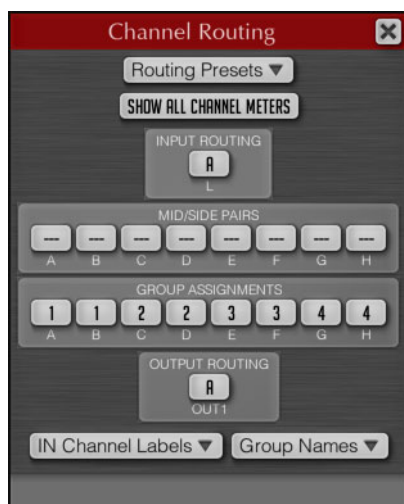 Channel Routing
Routing Presets
SHOW ALL CHANNEL METERS
INPUT ROUTING
A
L
MID/SIDE PAIRS
--- --- --- --- --- --- --- ---
A B C D E F G H
GROUP ASSIGNMENTS
1 1 2 2 3 3 4 4
A B C D E F G H
OUTPUT ROUTING
A
OUT1
IN Channel Labels Group Names